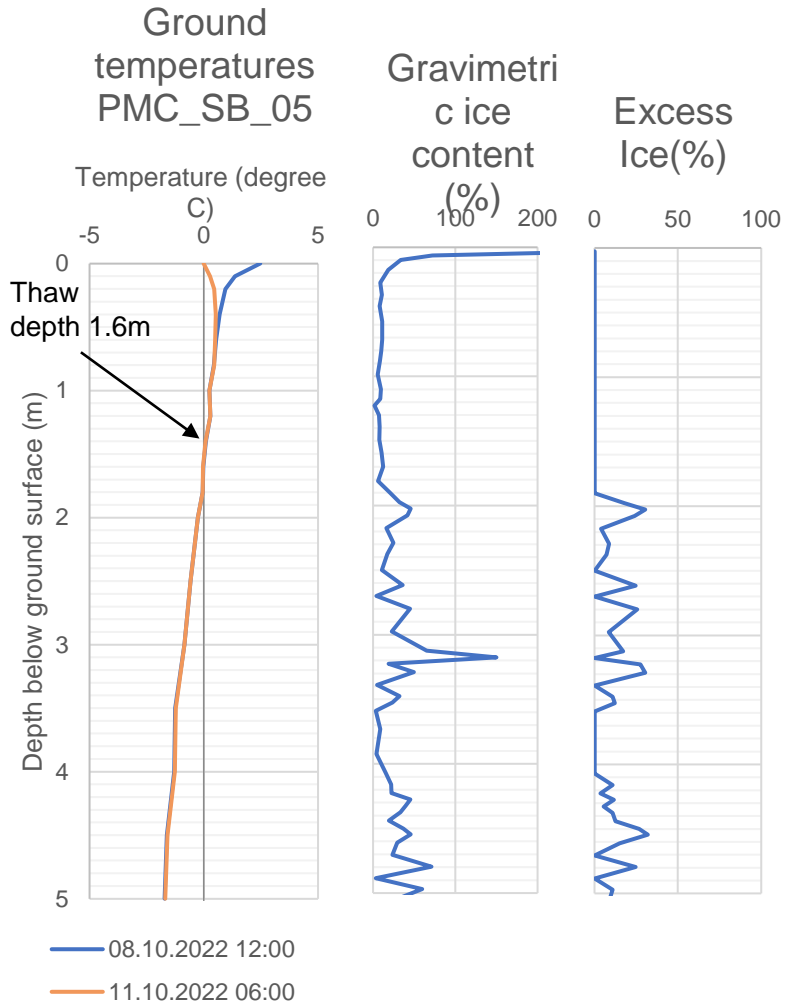 Ground
temperatures
PMC_SB_05
Temperature (degree
C)
-5 0 5
Thaw
depth 1.6m
Depth below ground surface (m)
0
1
2
3
4
5
08.10.2022 12:00
11.10.2022 06:00
Gravimetri
c ice
content
(%)
0 100 200
Excess
Ice(%)
0 50 100